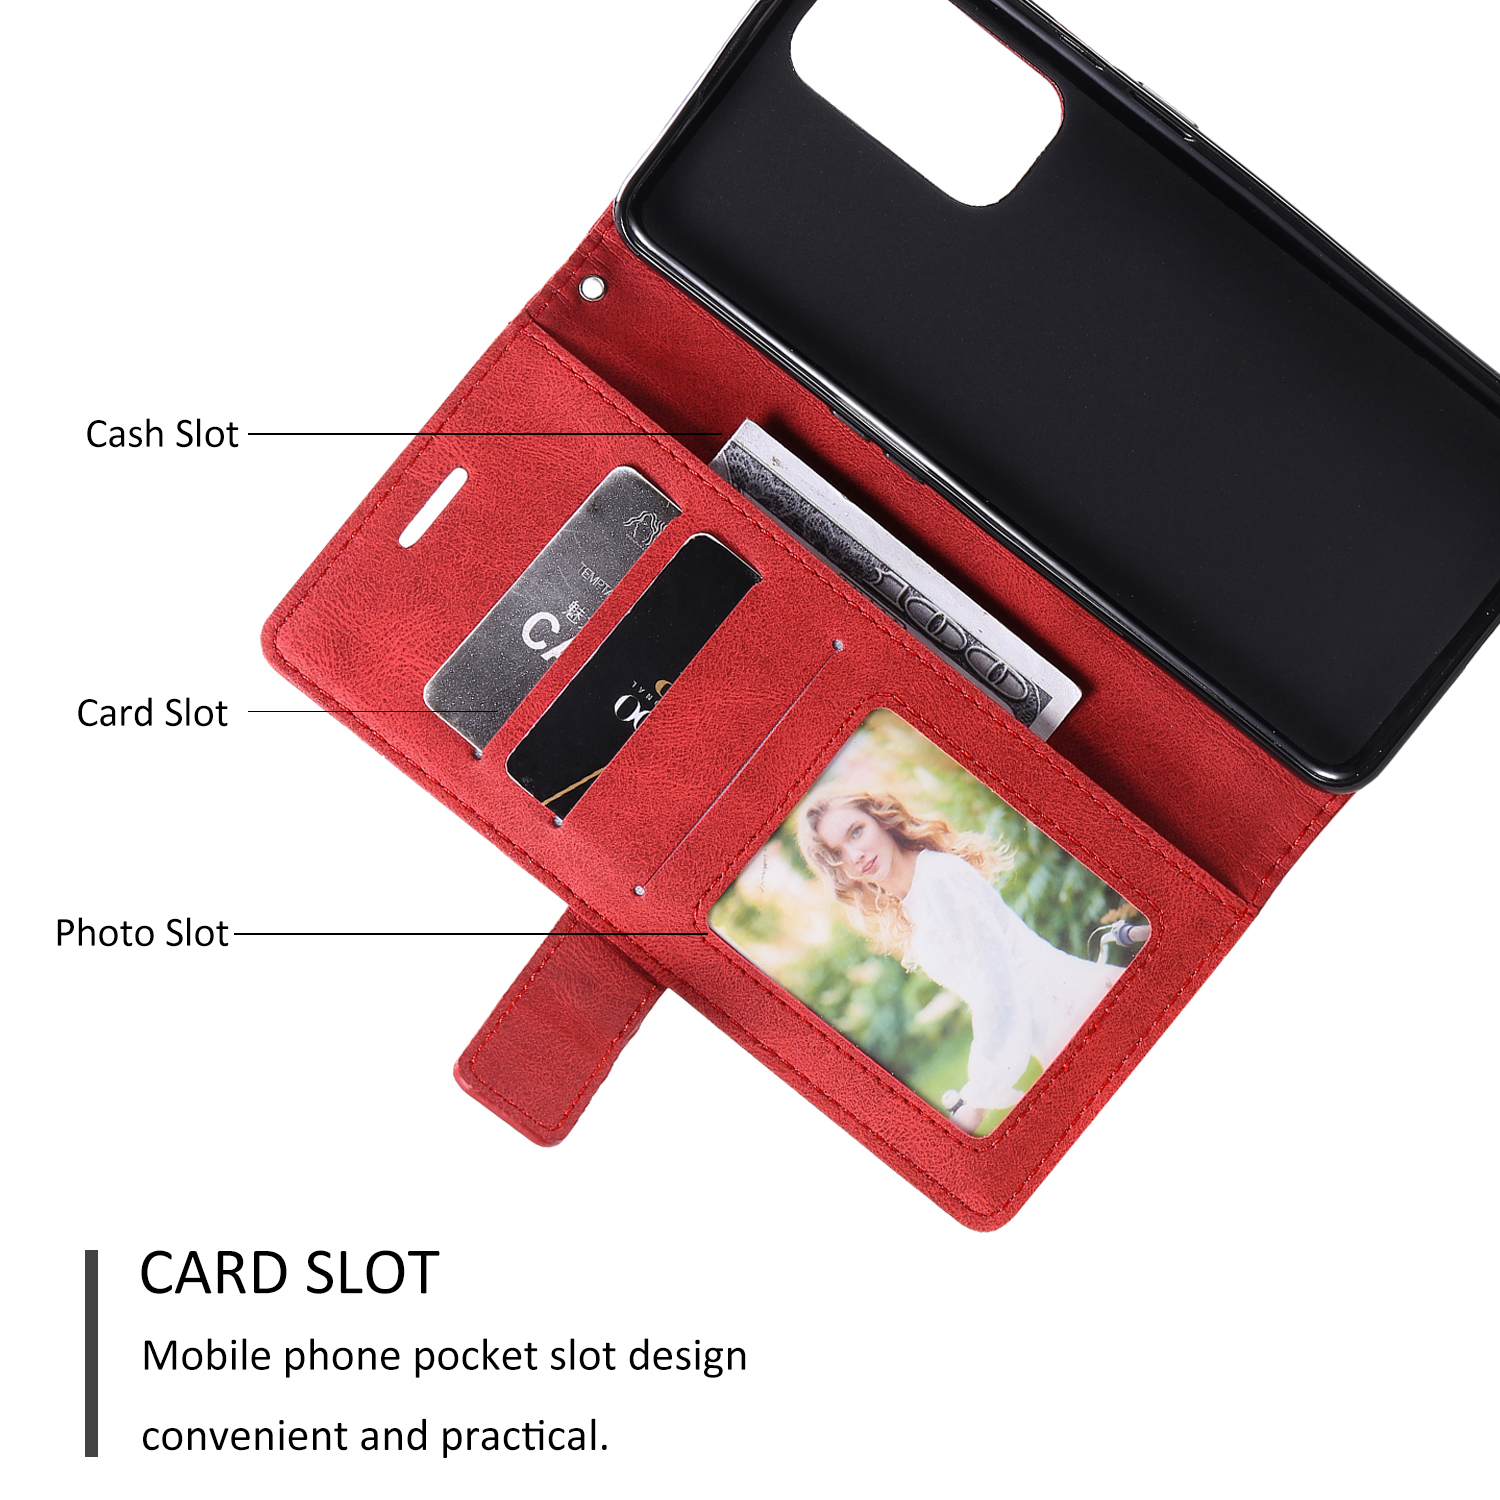 Cash Slot
Card Slot
Photo Slot
CARD SLOT
Mobile phone pocket slot design
convenient and practical.